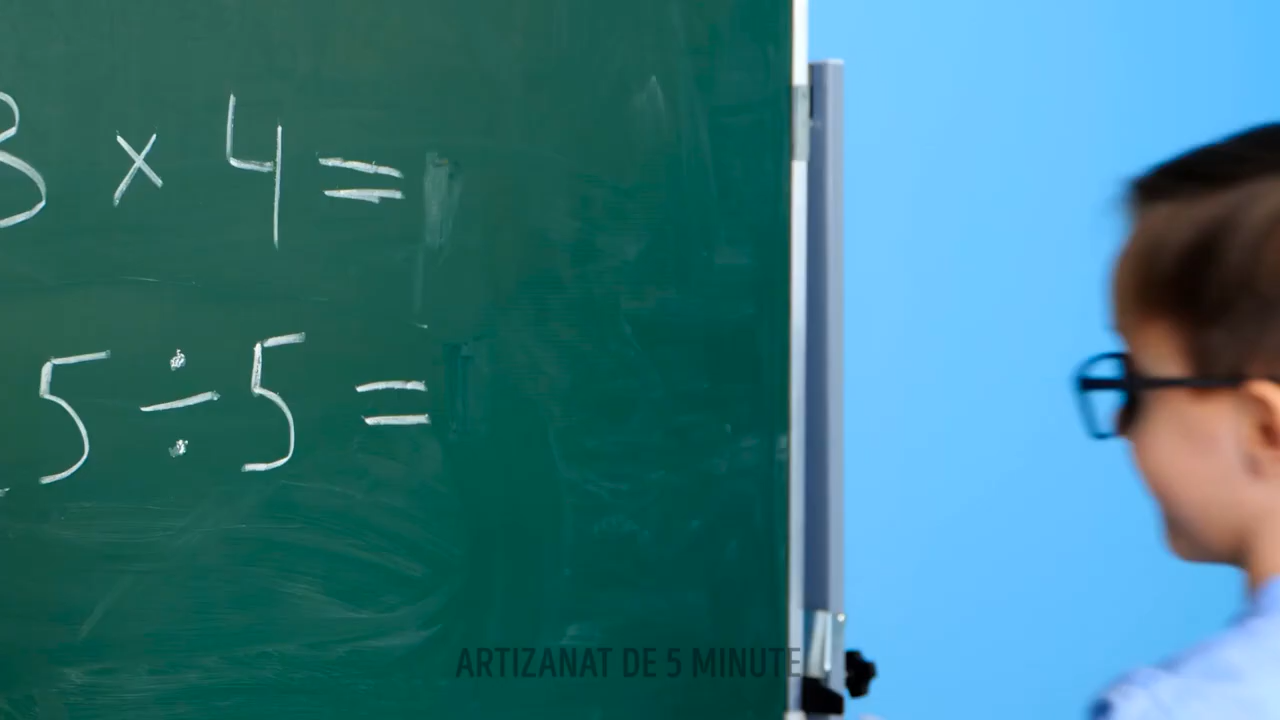 3 × 4 =
5 ÷ 5 =
ARTIZANAT DE 5 MINUTE